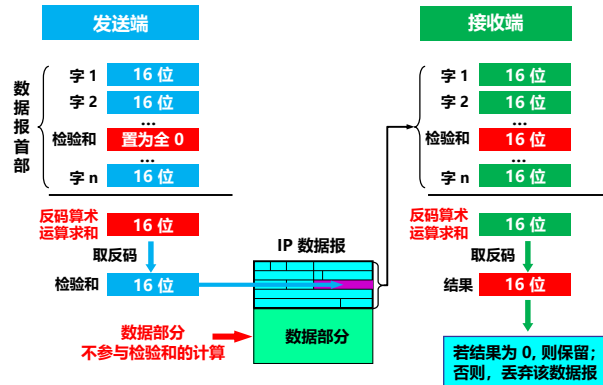 发送端
数据报首部
字 1
16 位
字 2
16 位
...
检验和
置为全 0
...
字 n
16 位
反码算术
运算求和
16 位
取反码
检验和
16 位
数据部分
不参与检验和的计算
IP 数据报
数据部分
接收端
字 1
16 位
字 2
16 位
...
检验和
16 位
...
字 n
16 位
反码算术
运算求和
16 位
取反码
结果
16 位
若结果为 0, 则保留;
否则，丢弃该数据报